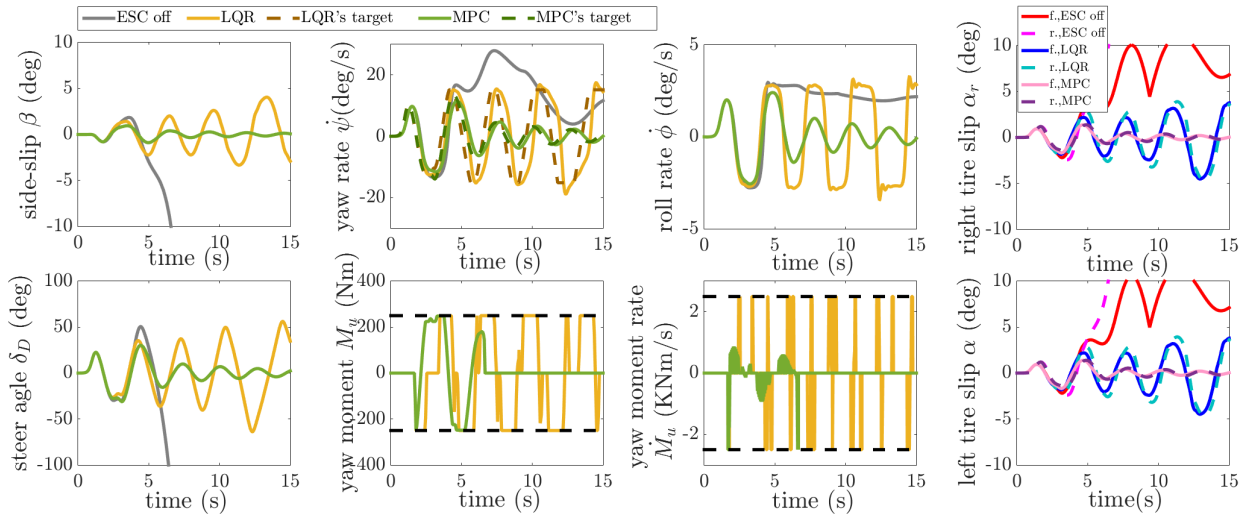 ESC off LQR LQR's target MPC MPC's target
f.,ESC off
r.,ESC off
f.,LQR
r.,LQR
f.,MPC
r.,MPC
side-slip β (deg)
10
5
0
-5
-10
0 5 10 15
time (s)
yaw rate ψ̇ (deg/s)
20
0
-20
0 5 10 15
time (s)
roll rate ϕ̇ (deg/s)
5
0
-5
0 5 10 15
time (s)
right tire slip αr (deg)
10
5
0
-5
-10
0 5 10 15
time (s)
steer agle δD (deg)
100
50
0
-50
-100
0 5 10 15
time (s)
yaw moment Mu (Nm)
400
200
0
-200
-400
0 5 10 15
time (s)
yaw moment rate
Ṁu (KNm/s)
2
0
-2
0 5 10 15
time (s)
left tire slip α (deg)
10
5
0
-5
-10
0 5 10 15
time(s)